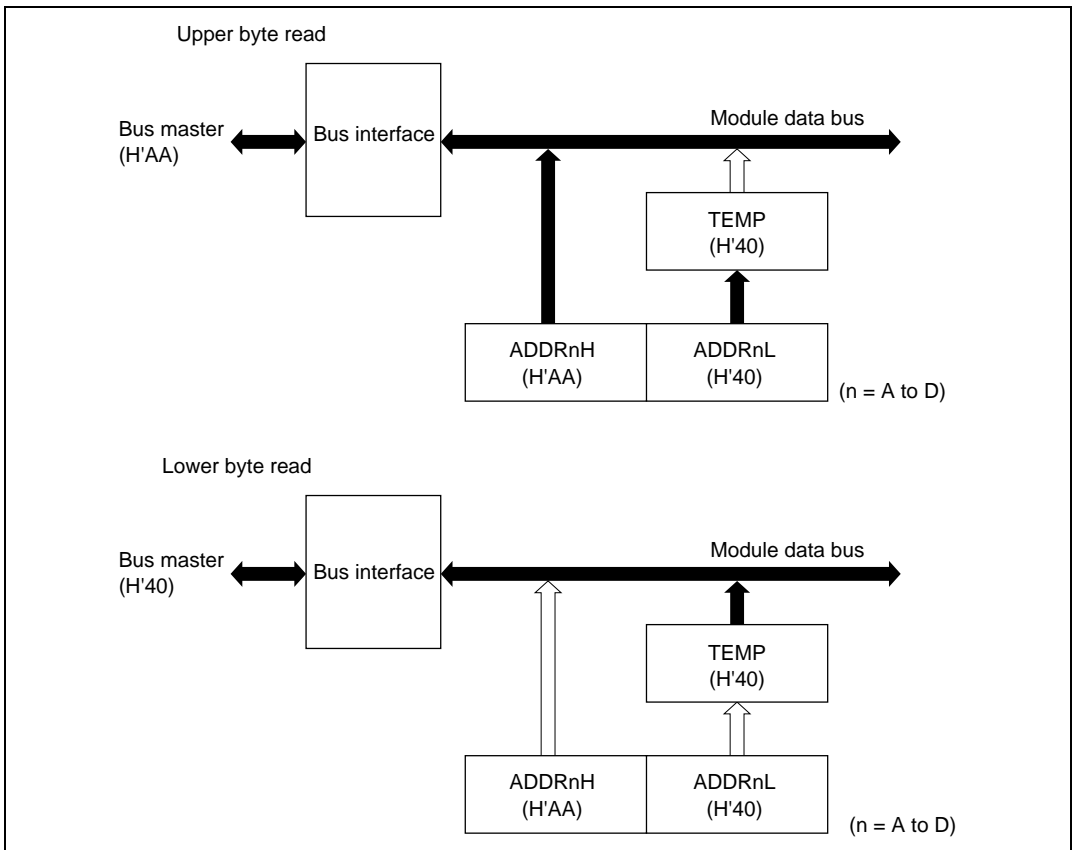 Upper byte read
Bus master
(H'AA)
Bus interface
Module data bus
TEMP
(H'40)
ADDRnH
(H'AA)
ADDRnL
(H'40)
(n = A to D)
Lower byte read
Bus master
(H'40)
Bus interface
Module data bus
TEMP
(H'40)
ADDRnH
(H'AA)
ADDRnL
(H'40)
(n = A to D)